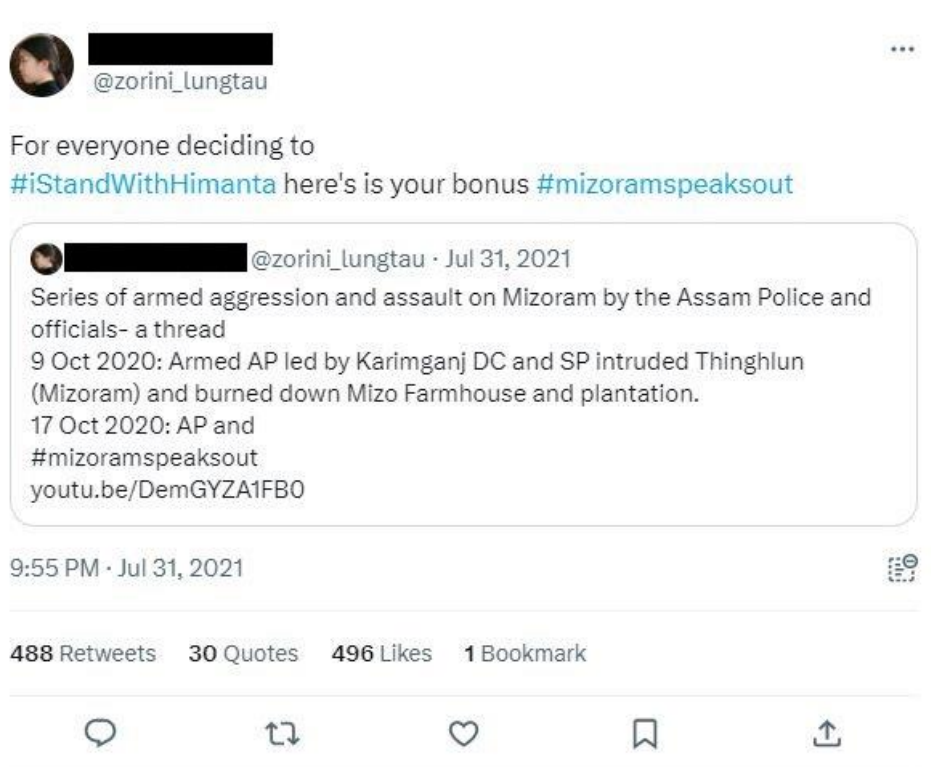 @zorini_lungtau
For everyone deciding to
#iStandWithHimanta here's is your bonus #mizoramspeaksout
@zorini_lungtau · Jul 31, 2021
Series of armed aggression and assault on Mizoram by the Assam Police and
officials- a thread
9 Oct 2020: Armed AP led by Karimganj DC and SP intruded Thinghlun
(Mizoram) and burned down Mizo Farmhouse and plantation.
17 Oct 2020: AP and
#mizoramspeaksout
youtu.be/DemGYZA1FB0
9:55 PM · Jul 31, 2021
488 Retweets 30 Quotes 496 Likes 1 Bookmark